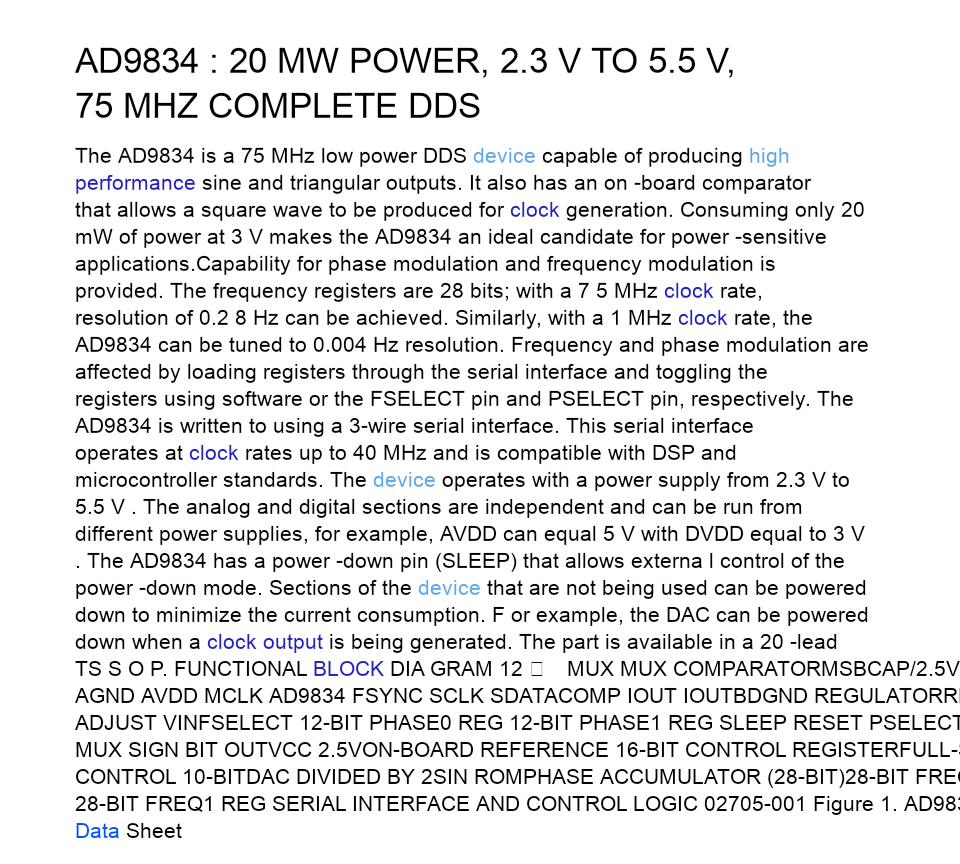 AD9834 : 20 MW POWER, 2.3 V TO 5.5 V,
75 MHZ COMPLETE DDS
The AD9834 is a 75 MHz low power DDS device capable of producing high
performance sine and triangular outputs. It also has an on -board comparator
that allows a square wave to be produced for clock generation. Consuming only 20
mW of power at 3 V makes the AD9834 an ideal candidate for power -sensitive
applications.Capability for phase modulation and frequency modulation is
provided. The frequency registers are 28 bits; with a 7 5 MHz clock rate,
resolution of 0.2 8 Hz can be achieved. Similarly, with a 1 MHz clock rate, the
AD9834 can be tuned to 0.004 Hz resolution. Frequency and phase modulation are
affected by loading registers through the serial interface and toggling the
registers using software or the FSELECT pin and PSELECT pin, respectively. The
AD9834 is written to using a 3-wire serial interface. This serial interface
operates at clock rates up to 40 MHz and is compatible with DSP and
microcontroller standards. The device operates with a power supply from 2.3 V to
5.5 V . The analog and digital sections are independent and can be run from
different power supplies, for example, AVDD can equal 5 V with DVDD equal to 3 V
. The AD9834 has a power -down pin (SLEEP) that allows externa l control of the
power -down mode. Sections of the device that are not being used can be powered
down to minimize the current consumption. F or example, the DAC can be powered
down when a clock output is being generated. The part is available in a 20 -lead
TS S O P. FUNCTIONAL BLOCK DIA GRAM 12 MUX MUX COMPARATORMSBCAP/2.5V
AGND AVDD MCLK AD9834 FSYNC SCLK SDATACOMP IOUT IOUTBDGND REGULATORR
ADJUST VINFSELECT 12-BIT PHASE0 REG 12-BIT PHASE1 REG SLEEP RESET PSELECT
MUX SIGN BIT OUTVCC 2.5VON-BOARD REFERENCE 16-BIT CONTROL REGISTERFULL-
CONTROL 10-BITDAC DIVIDED BY 2SIN ROMPHASE ACCUMULATOR (28-BIT)28-BIT FRE
28-BIT FREQ1 REG SERIAL INTERFACE AND CONTROL LOGIC 02705-001 Figure 1. AD98
Data Sheet